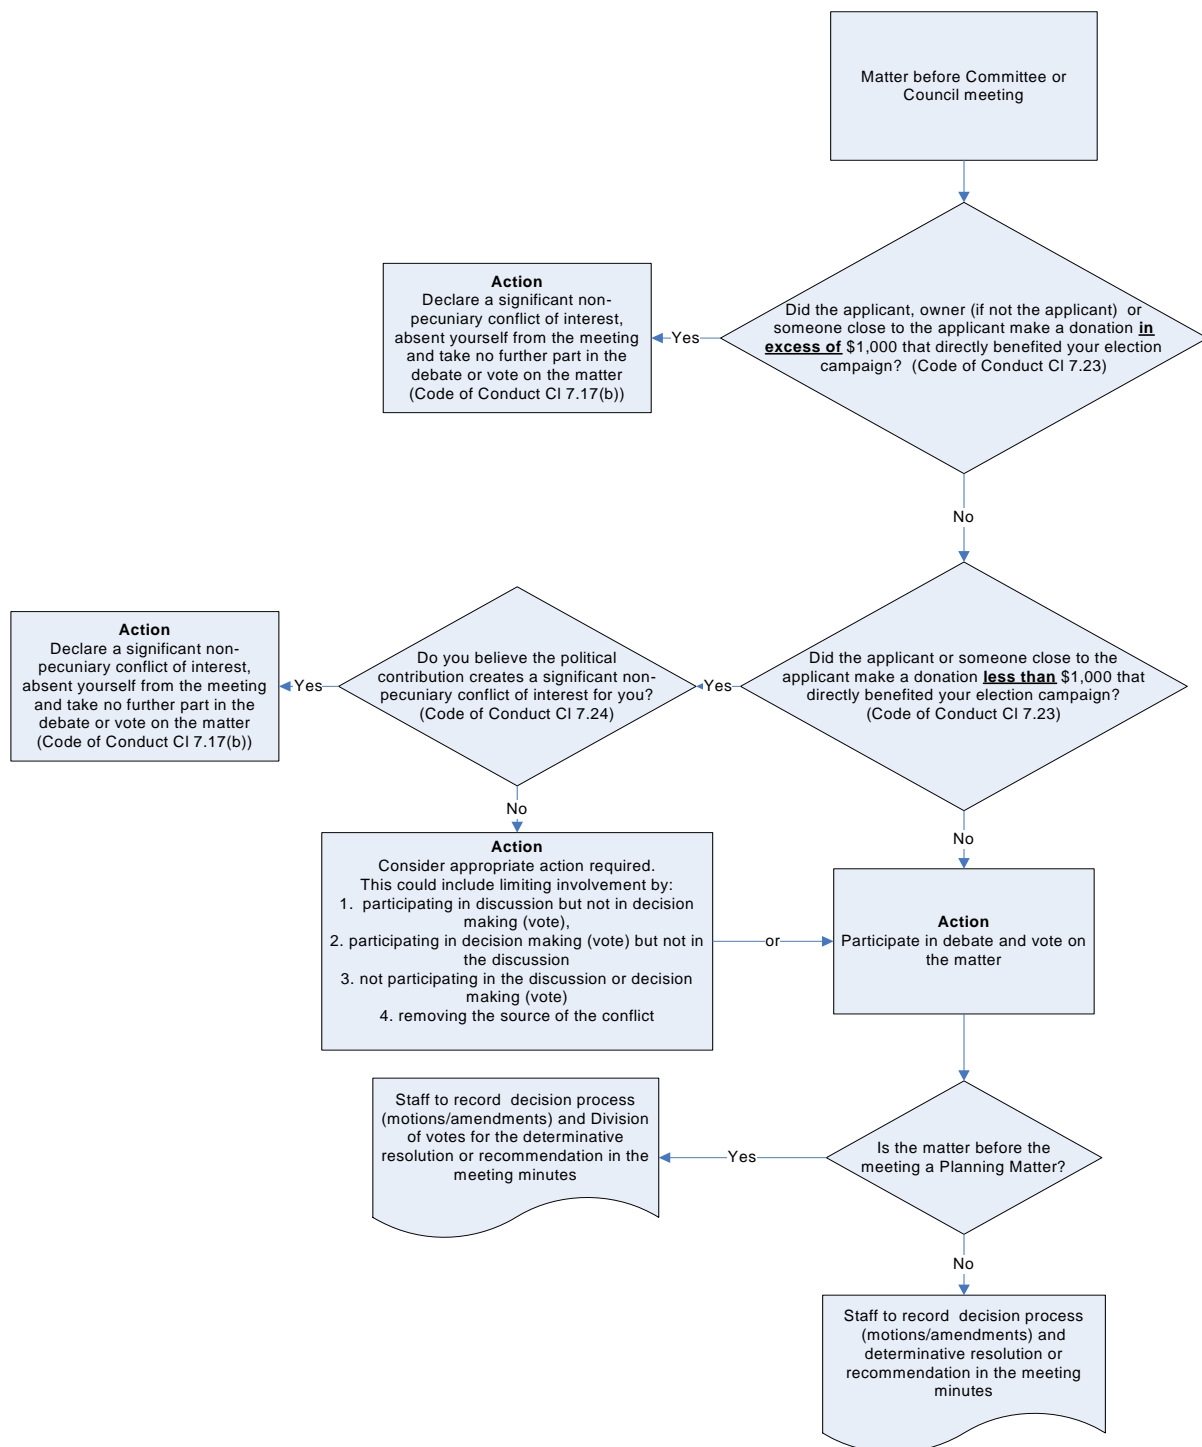 Matter before Committee or
Council meeting
Did the applicant, owner (if not the applicant)  or
someone close to the applicant make a donation in
excess of $1,000 that directly benefited your election
campaign?  (Code of Conduct Cl 7.23)
Yes
Action
Declare a significant non-
pecuniary conflict of interest,
absent yourself from the meeting
and take no further part in the
debate or vote on the matter
(Code of Conduct Cl 7.17(b))
No
Did the applicant or someone close to the
applicant make a donation less than $1,000 that
directly benefited your election campaign?
(Code of Conduct Cl 7.23)
Yes
Do you believe the political
contribution creates a significant non-
pecuniary conflict of interest for you?
(Code of Conduct Cl 7.24)
Yes
Action
Declare a significant non-
pecuniary conflict of interest,
absent yourself from the meeting
and take no further part in the
debate or vote on the matter
(Code of Conduct Cl 7.17(b))
No
Action
Consider appropriate action required.
This could include limiting involvement by:
1.  participating in discussion but not in decision
making (vote),
2. participating in decision making (vote) but not in
the discussion
3. not participating in the discussion or decision
making (vote)
4. removing the source of the conflict
or
No
Action
Participate in debate and vote on
the matter
Is the matter before the
meeting a Planning Matter?
Yes
Staff to record  decision process
(motions/amendments) and Division
of votes for the determinative
resolution or recommendation in the
meeting minutes
No
Staff to record  decision process
(motions/amendments) and
determinative resolution or
recommendation in the meeting
minutes